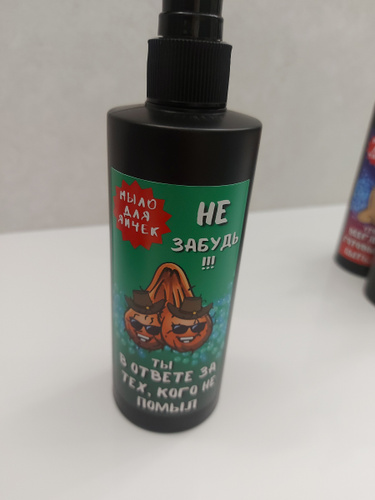 МЫЛО
ДЛЯ
ЯИЧЕК
НЕ
ЗАБУДЬ
!!!
ТЫ
В ОТВЕТЕ ЗА
ТЕХ, КОГО НЕ
ПОМЫЛ